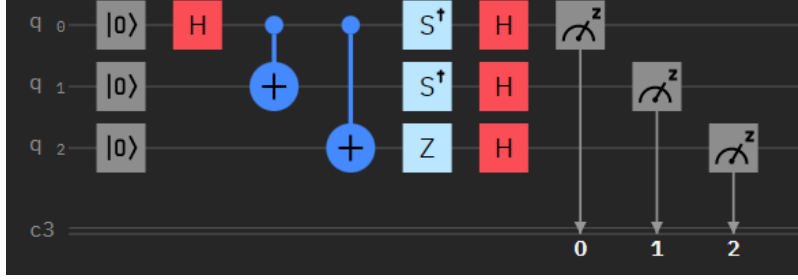 q 0 |0⟩ H S† H z
q 1 |0⟩ + S† H z
q 2 |0⟩ + Z H z
c3
0 1 2